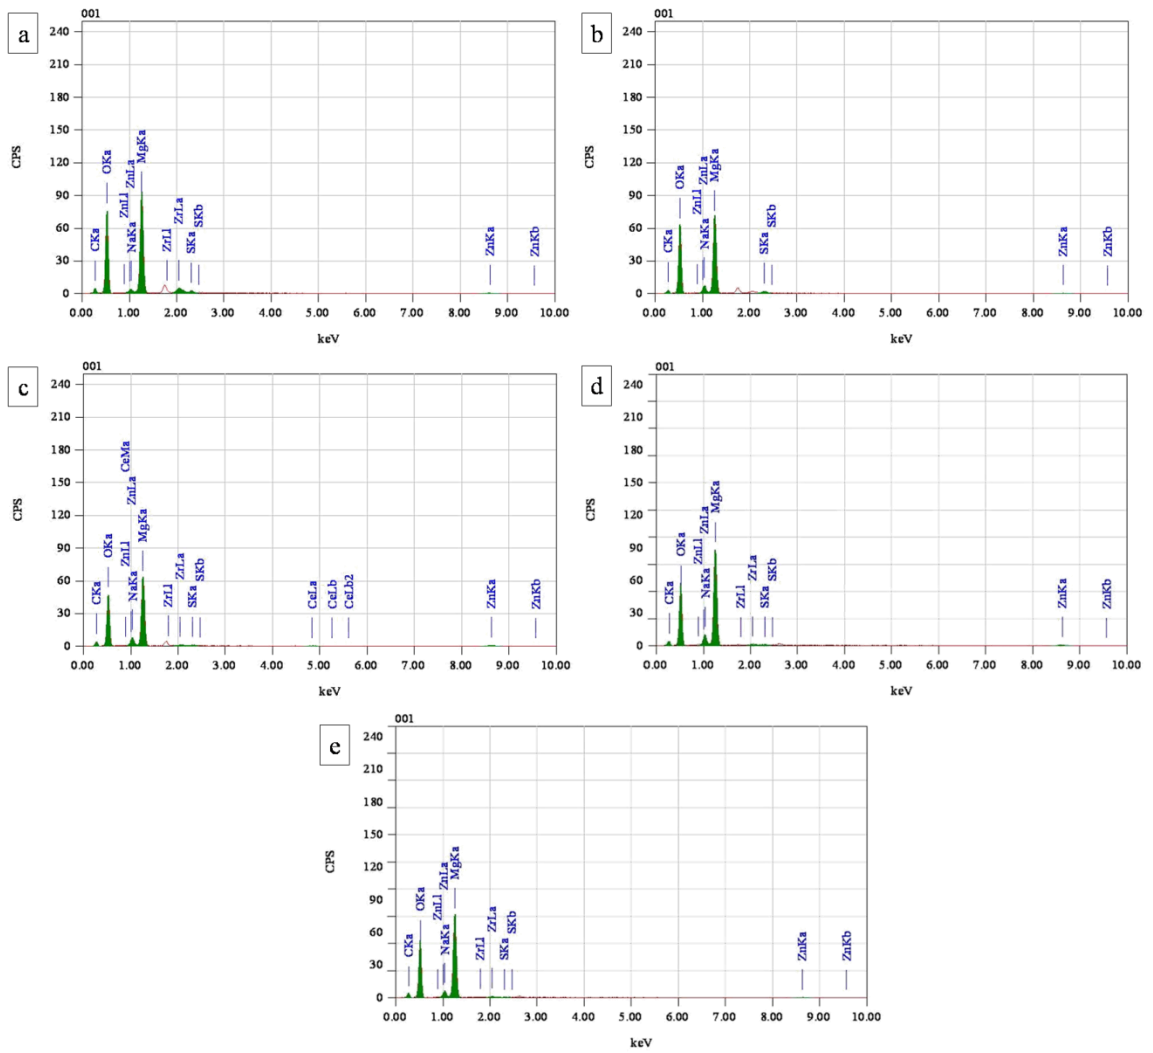 a
001
240
210
180
150
120
90
60
30
0
CPS
CKa
OKa
ZnLl
NaKa
ZnLa
MgKa
ZrLl
ZrLa
SKa
SKb
ZnKa
ZnKb
0.00 1.00 2.00 3.00 4.00 5.00 6.00 7.00 8.00 9.00 10.00
keV
b
001
240
210
180
150
120
90
60
30
0
CPS
CKa
OKa
ZnLl
NaKa
ZnLa
MgKa
SKa
SKb
ZnKa
ZnKb
0.00 1.00 2.00 3.00 4.00 5.00 6.00 7.00 8.00 9.00 10.00
keV
c
001
240
210
180
150
120
90
60
30
0
CPS
CKa
OKa
ZnLl
CeMa
NaKa
ZnLa
MgKa
ZrLl
ZrLa
SKa
SKb
CeLa
CeLb
CeLb2
ZnKa
ZnKb
0.00 1.00 2.00 3.00 4.00 5.00 6.00 7.00 8.00 9.00 10.00
keV
d
001
240
210
180
150
120
90
60
30
0
CPS
CKa
OKa
ZnLl
NaKa
ZnLa
MgKa
ZrLl
ZrLa
SKa
SKb
ZnKa
ZnKb
0.00 1.00 2.00 3.00 4.00 5.00 6.00 7.00 8.00 9.00 10.00
keV
e
001
240
210
180
150
120
90
60
30
0
CPS
CKa
OKa
ZnLl
NaKa
ZnLa
MgKa
ZrLl
ZrLa
SKa
SKb
ZnKa
ZnKb
0.00 1.00 2.00 3.00 4.00 5.00 6.00 7.00 8.00 9.00 10.00
keV